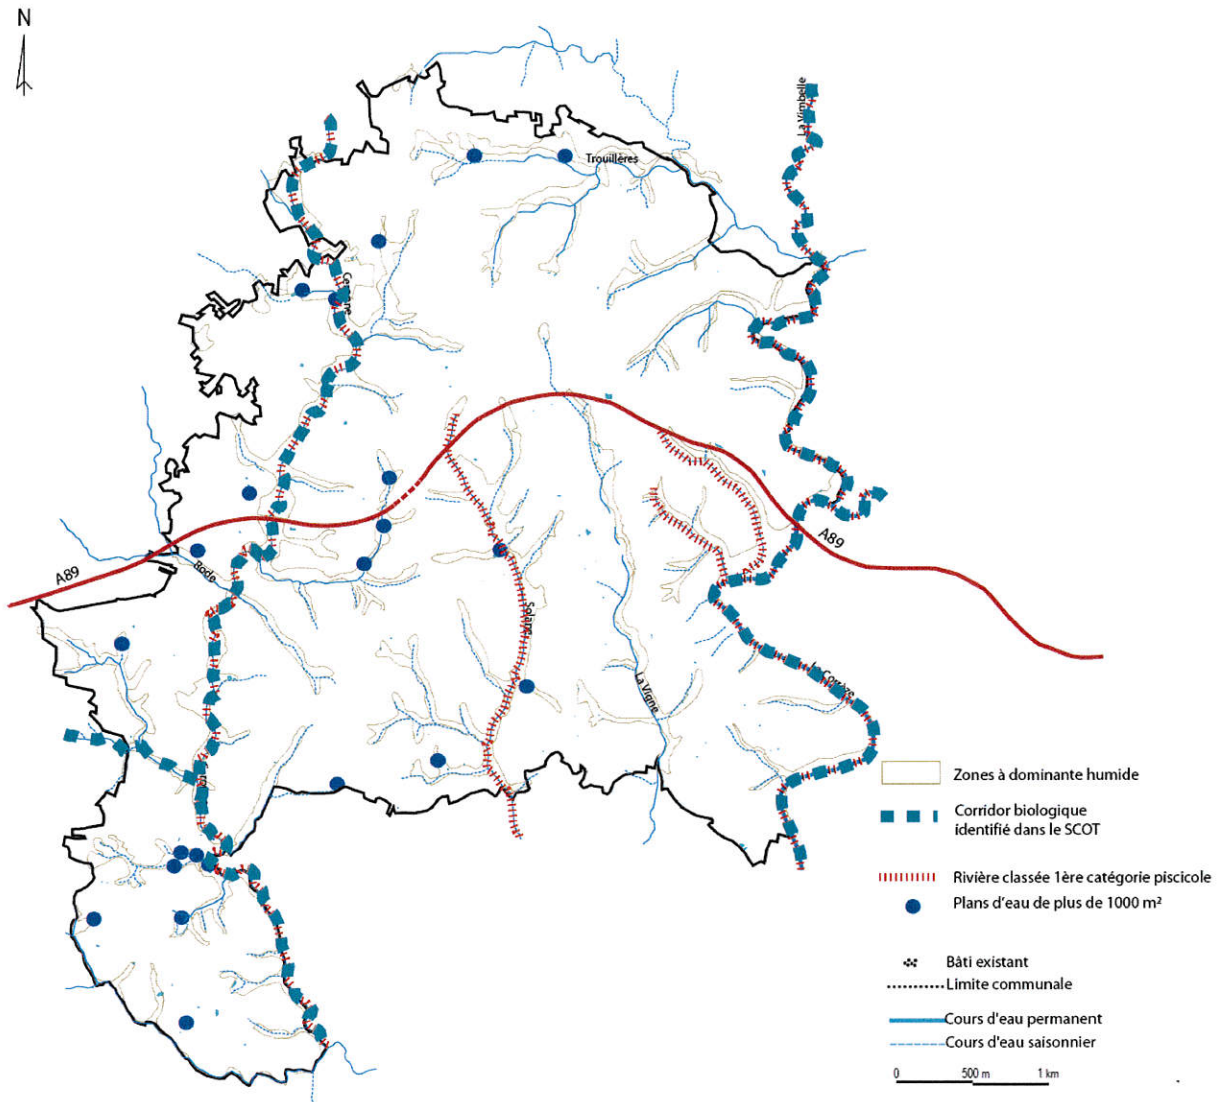 N
La Vimbelle
Trouillères
A89
Rode
A89
Solane
La Vigne
La Corrèze
Zones à dominante humide
Corridor biologique
identifié dans le SCOT
Rivière classée 1ère catégorie piscicole
Plans d'eau de plus de 1000 m²
Bâti existant
Limite communale
Cours d'eau permanent
Cours d'eau saisonnier
0 500 m 1 km